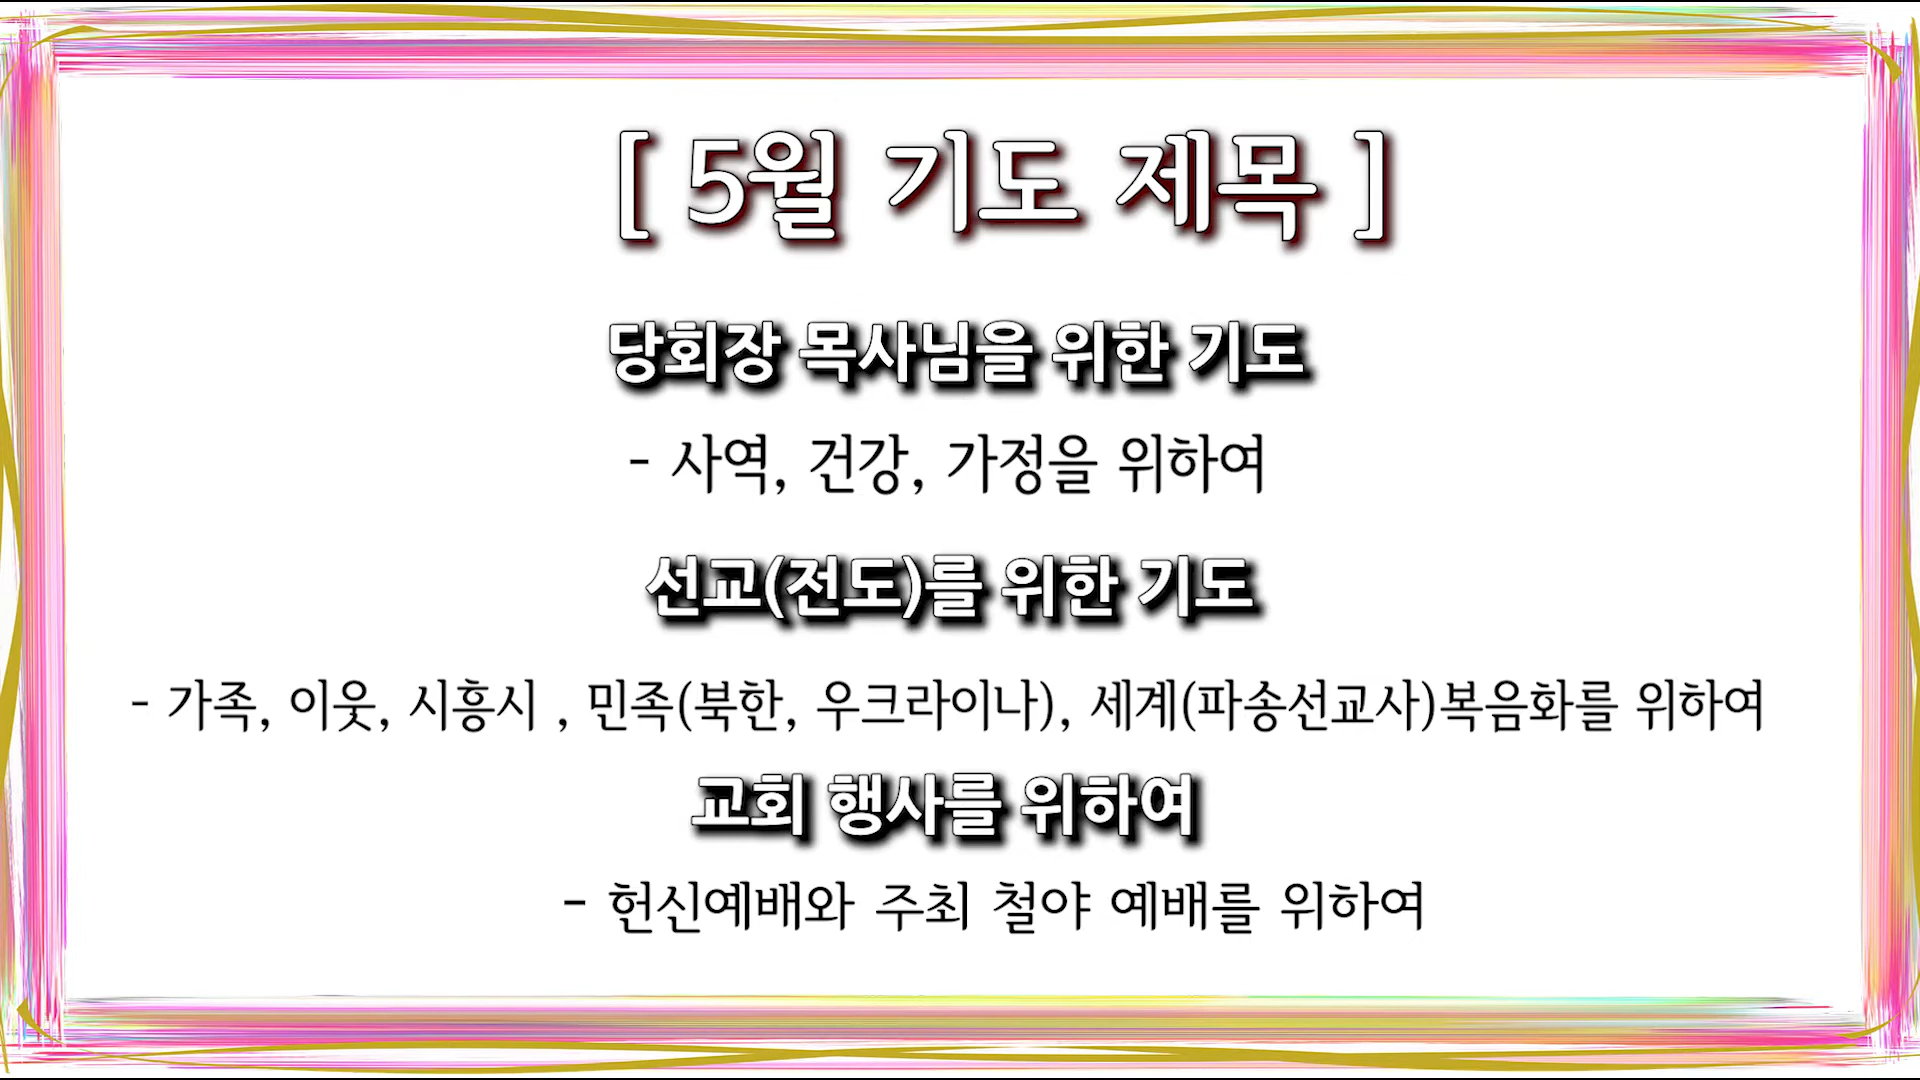 [ 5월 기도 제목 ]
당회장 목사님을 위한 기도
- 사역, 건강, 가정을 위하여
선교(전도)를 위한 기도
- 가족, 이웃, 시흥시 , 민족(북한, 우크라이나), 세계(파송선교사)복음화를 위하여
교회 행사를 위하여
- 헌신예배와 주최 철야 예배를 위하여